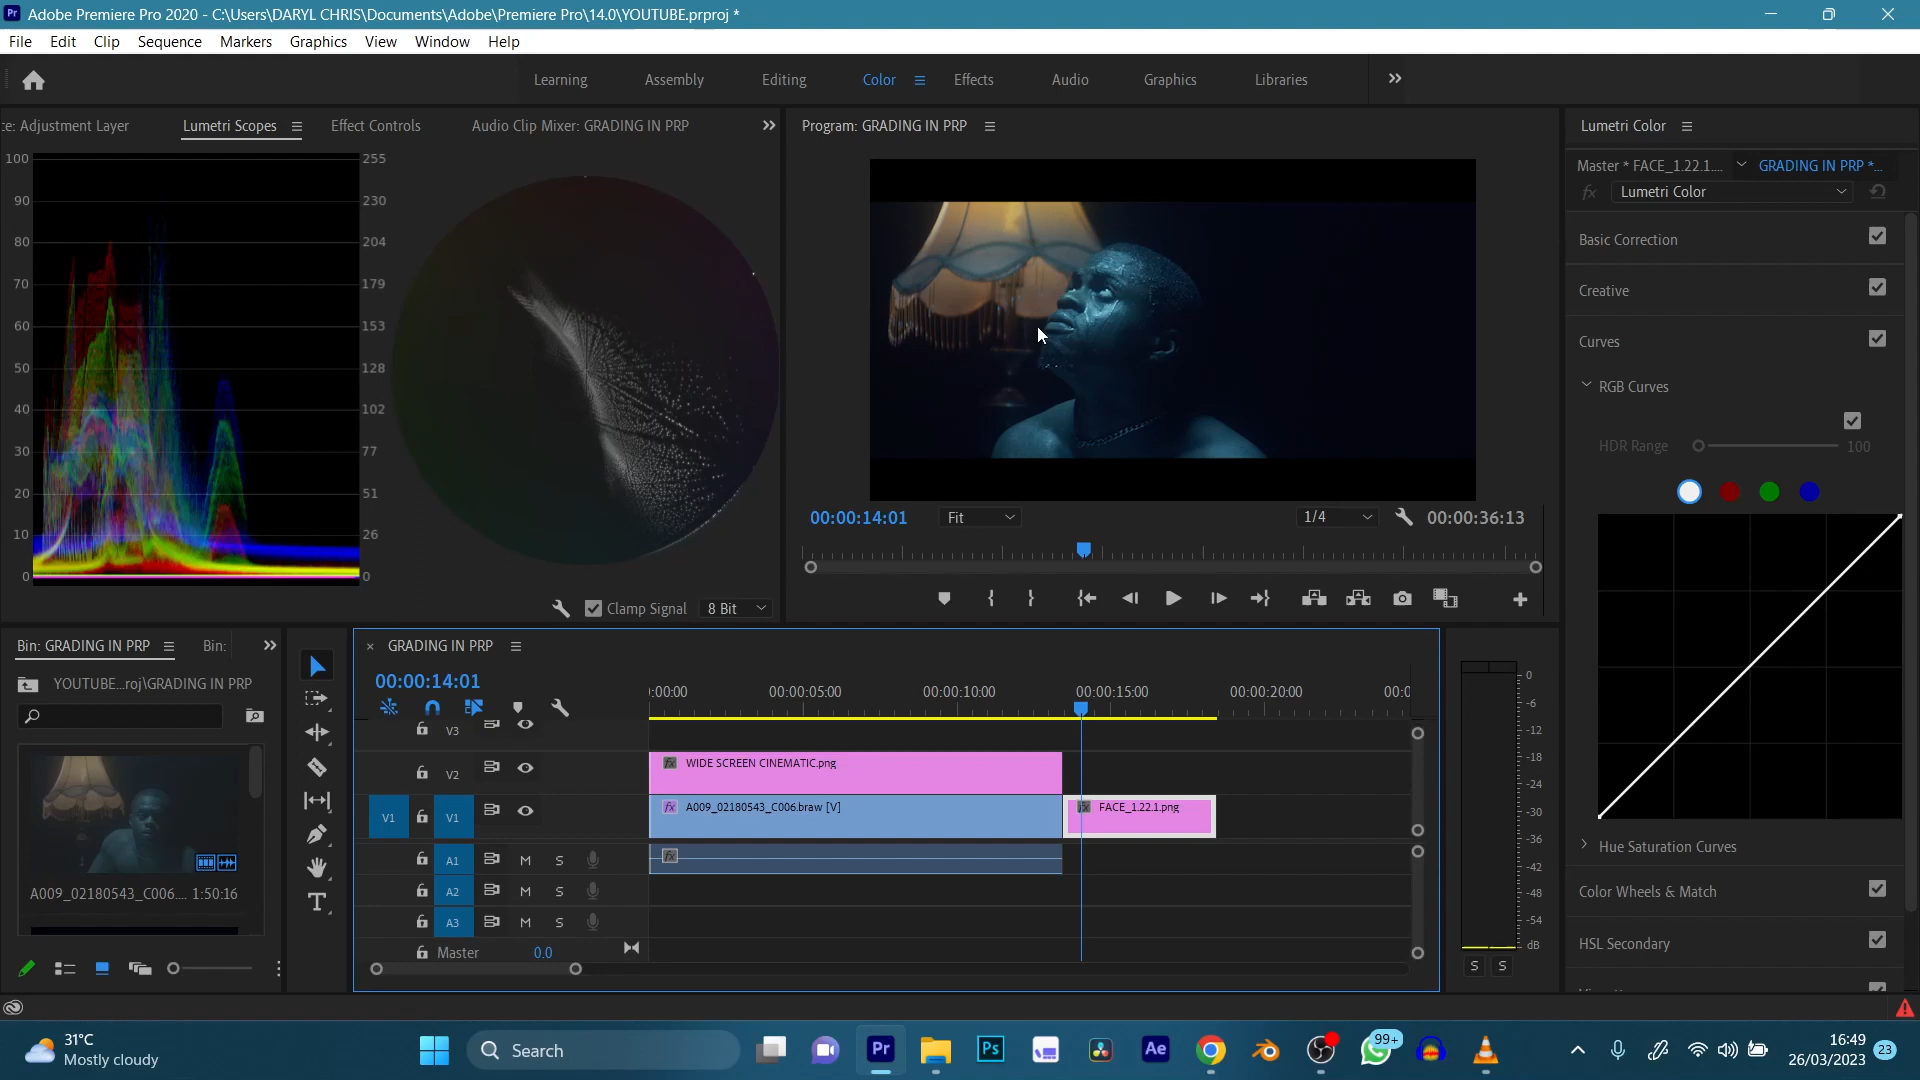 Adobe Premiere Pro 2020 - C:\Users\DARYL CHRIS\Documents\Adobe\Premiere Pro\14.0\YOUTUBE.prproj *
File Edit Clip Sequence Markers Graphics View Window Help
Learning Assembly Editing Color Effects Audio Graphics Libraries
ce: Adjustment Layer Lumetri Scopes Effect Controls Audio Clip Mixer: GRADING IN PRP
Program: GRADING IN PRP
Lumetri Color
Master * FACE_1.22.1.... GRADING IN PRP *...
fx Lumetri Color
100 255
90 230
80 204
70 179
60 153
50 128
40 102
30 77
20 51
10 26
0 0
Clamp Signal 8 Bit
00:00:14:01 Fit 1/4 00:00:36:13
Basic Correction
Creative
Curves
RGB Curves
HDR Range 100
Hue Saturation Curves
Color Wheels & Match
HSL Secondary
Bin: GRADING IN PRP Bin:
YOUTUBE...roj\GRADING IN PRP
A009_02180543_C006.... 1:50:16
GRADING IN PRP
00:00:14:01
:00:00 00:00:05:00 00:00:10:00 00:00:15:00 00:00:20:00 00:0
V3
V2 fx WIDE SCREEN CINEMATIC.png
V1 V1 fx A009_02180543_C006.braw [V] fx FACE_1.22.1.png
A1 M S fx
A2 M S
A3 M S
Master 0.0
0
-6
-12
-18
-24
-30
-36
-42
-48
-54
dB
S S
31°C
Mostly cloudy
Search
Pr
Ps
Ae
99+
16:49
26/03/2023
23